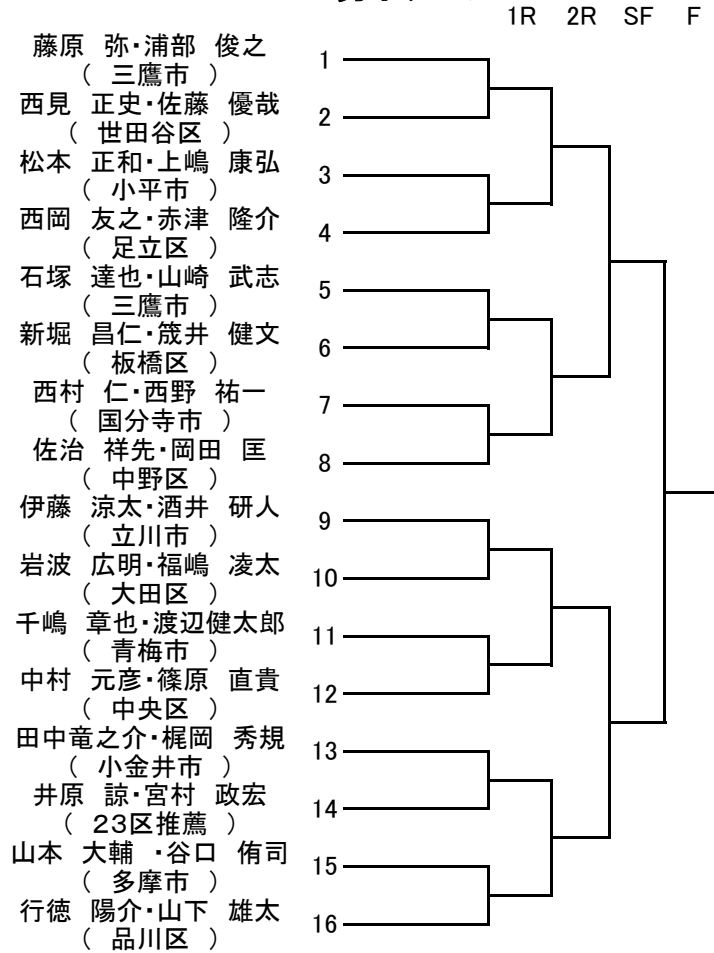 1R 2R SF F
藤原 弥・浦部 俊之
1
（ 三鷹市 ）
西見 正史・佐藤 優哉
2
（ 世田谷区 ）
松本 正和・上嶋 康弘
3
（ 小平市 ）
西岡 友之・赤津 隆介
4
（ 足立区 ）
石塚 達也・山崎 武志
5
（ 三鷹市 ）
新堀 昌仁・筬井 健文
6
（ 板橋区 ）
西村 仁・西野 祐一
7
（ 国分寺市 ）
佐治 祥先・岡田 匡
8
（ 中野区 ）
伊藤 涼太・酒井 研人
9
（ 立川市 ）
岩波 広明・福嶋 凌太
10
（ 大田区 ）
千嶋 章也・渡辺健太郎
11
（ 青梅市 ）
中村 元彦・篠原 直貴
12
（ 中央区 ）
田中竜之介・梶岡 秀規
13
（ 小金井市 ）
井原 諒・宮村 政宏
14
（ 23区推薦 ）
山本 大輔 ・谷口 侑司
15
（ 多摩市 ）
行徳 陽介・山下 雄太
16
（ 品川区 ）